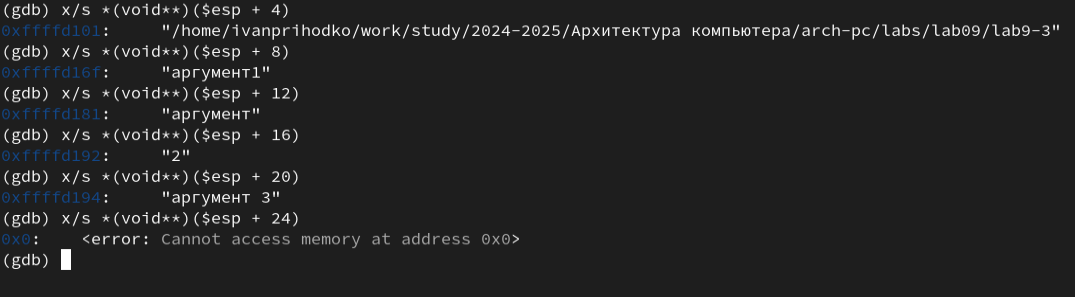 (gdb) x/s *(void**)($esp + 4)
0xffffd101:     "/home/ivanprihodko/work/study/2024-2025/Архитектура компьютера/arch-pc/labs/lab09/lab9-3"
(gdb) x/s *(void**)($esp + 8)
0xffffd16f:     "аргумент1"
(gdb) x/s *(void**)($esp + 12)
0xffffd181:     "аргумент"
(gdb) x/s *(void**)($esp + 16)
0xffffd192:     "2"
(gdb) x/s *(void**)($esp + 20)
0xffffd194:     "аргумент 3"
(gdb) x/s *(void**)($esp + 24)
0x0:    <error: Cannot access memory at address 0x0>
(gdb)